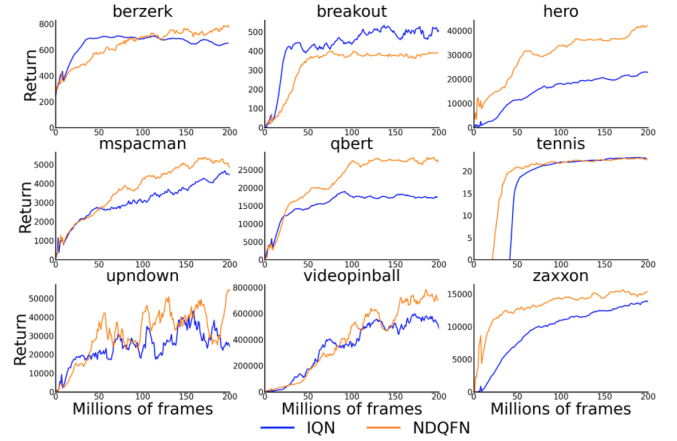 berzerk
breakout
hero
Return
800
600
400
200
0
0 50 100 150 200
500
400
300
200
100
0
0 50 100 150 200
40000
30000
20000
10000
0
0 50 100 150 200
mspacman
qbert
tennis
Return
5000
4000
3000
2000
1000
0
0 50 100 150 200
25000
20000
15000
10000
5000
0
0 50 100 150 200
20
15
10
5
0
0 50 100 150 200
upndown
videopinball
zaxxon
Return
50000
40000
30000
20000
10000
0
0 50 100 150 200
800000
600000
400000
200000
0
0 50 100 150 200
15000
10000
5000
0
0 50 100 150 200
Millions of frames
Millions of frames
Millions of frames
IQN
NDQFN